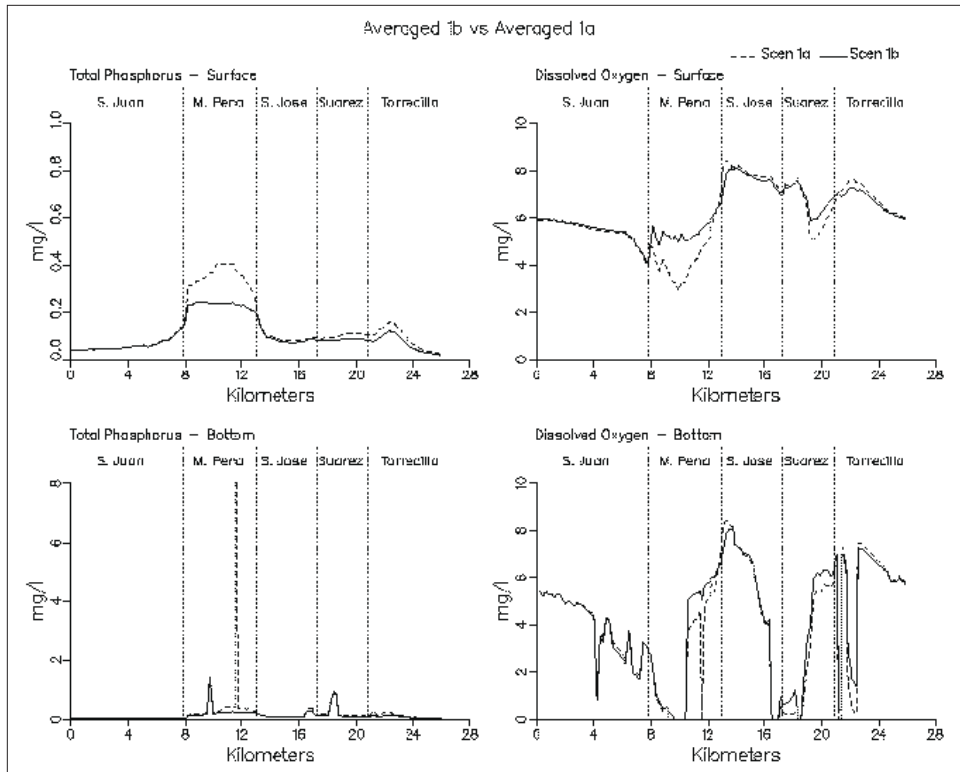 Averaged 1b vs Averaged 1a
Scen 1a
Scen 1b
Total Phosphorus – Surface
S. Juan M. Pena S. Jose Suarez Torrecilla
mg/l
0.0 0.2 0.4 0.6 0.8 1.0
0 4 8 12 16 20 24 28
Kilometers
Dissolved Oxygen – Surface
S. Juan M. Pena S. Jose Suarez Torrecilla
mg/l
0 2 4 6 8 10
0 4 8 12 16 20 24 28
Kilometers
Total Phosphorus – Bottom
S. Juan M. Pena S. Jose Suarez Torrecilla
mg/l
0 2 4 6 8
0 4 8 12 16 20 24 28
Kilometers
Dissolved Oxygen – Bottom
S. Juan M. Pena S. Jose Suarez Torrecilla
mg/l
0 2 4 6 8 10
0 4 8 12 16 20 24 28
Kilometers